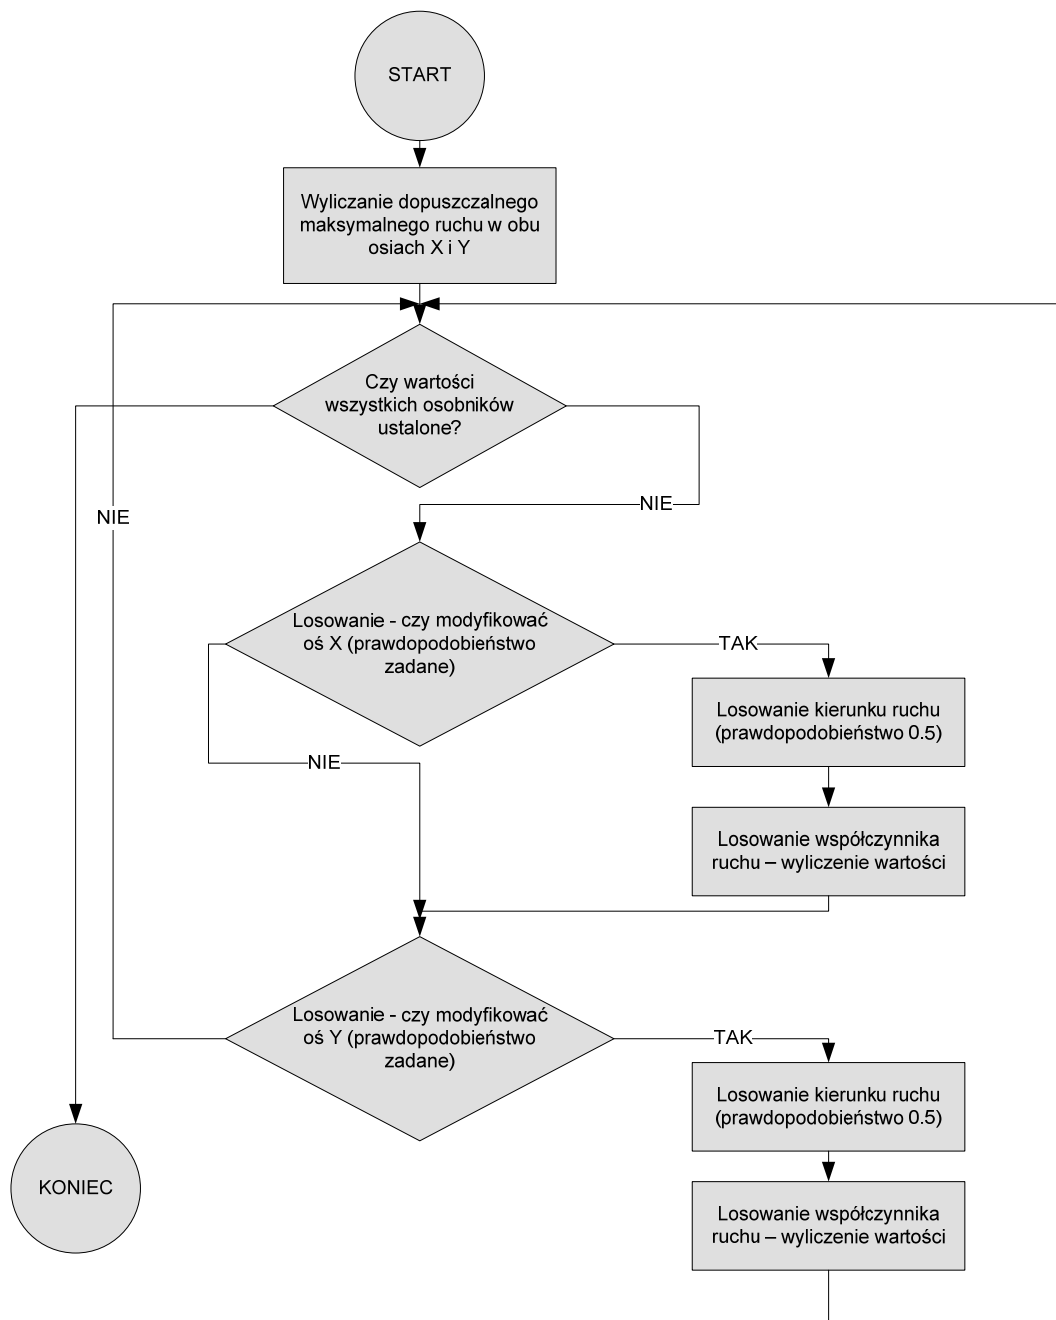 START
Wyliczanie dopuszczalnego
maksymalnego ruchu w obu
osiach X i Y
Czy wartości
wszystkich osobników
ustalone?
NIE
NIE
Losowanie - czy modyfikować
oś X (prawdopodobieństwo
zadane)
TAK
Losowanie kierunku ruchu
(prawdopodobieństwo 0.5)
NIE
Losowanie współczynnika
ruchu – wyliczenie wartości
Losowanie - czy modyfikować
oś Y (prawdopodobieństwo
zadane)
TAK
Losowanie kierunku ruchu
(prawdopodobieństwo 0.5)
KONIEC
Losowanie współczynnika
ruchu – wyliczenie wartości